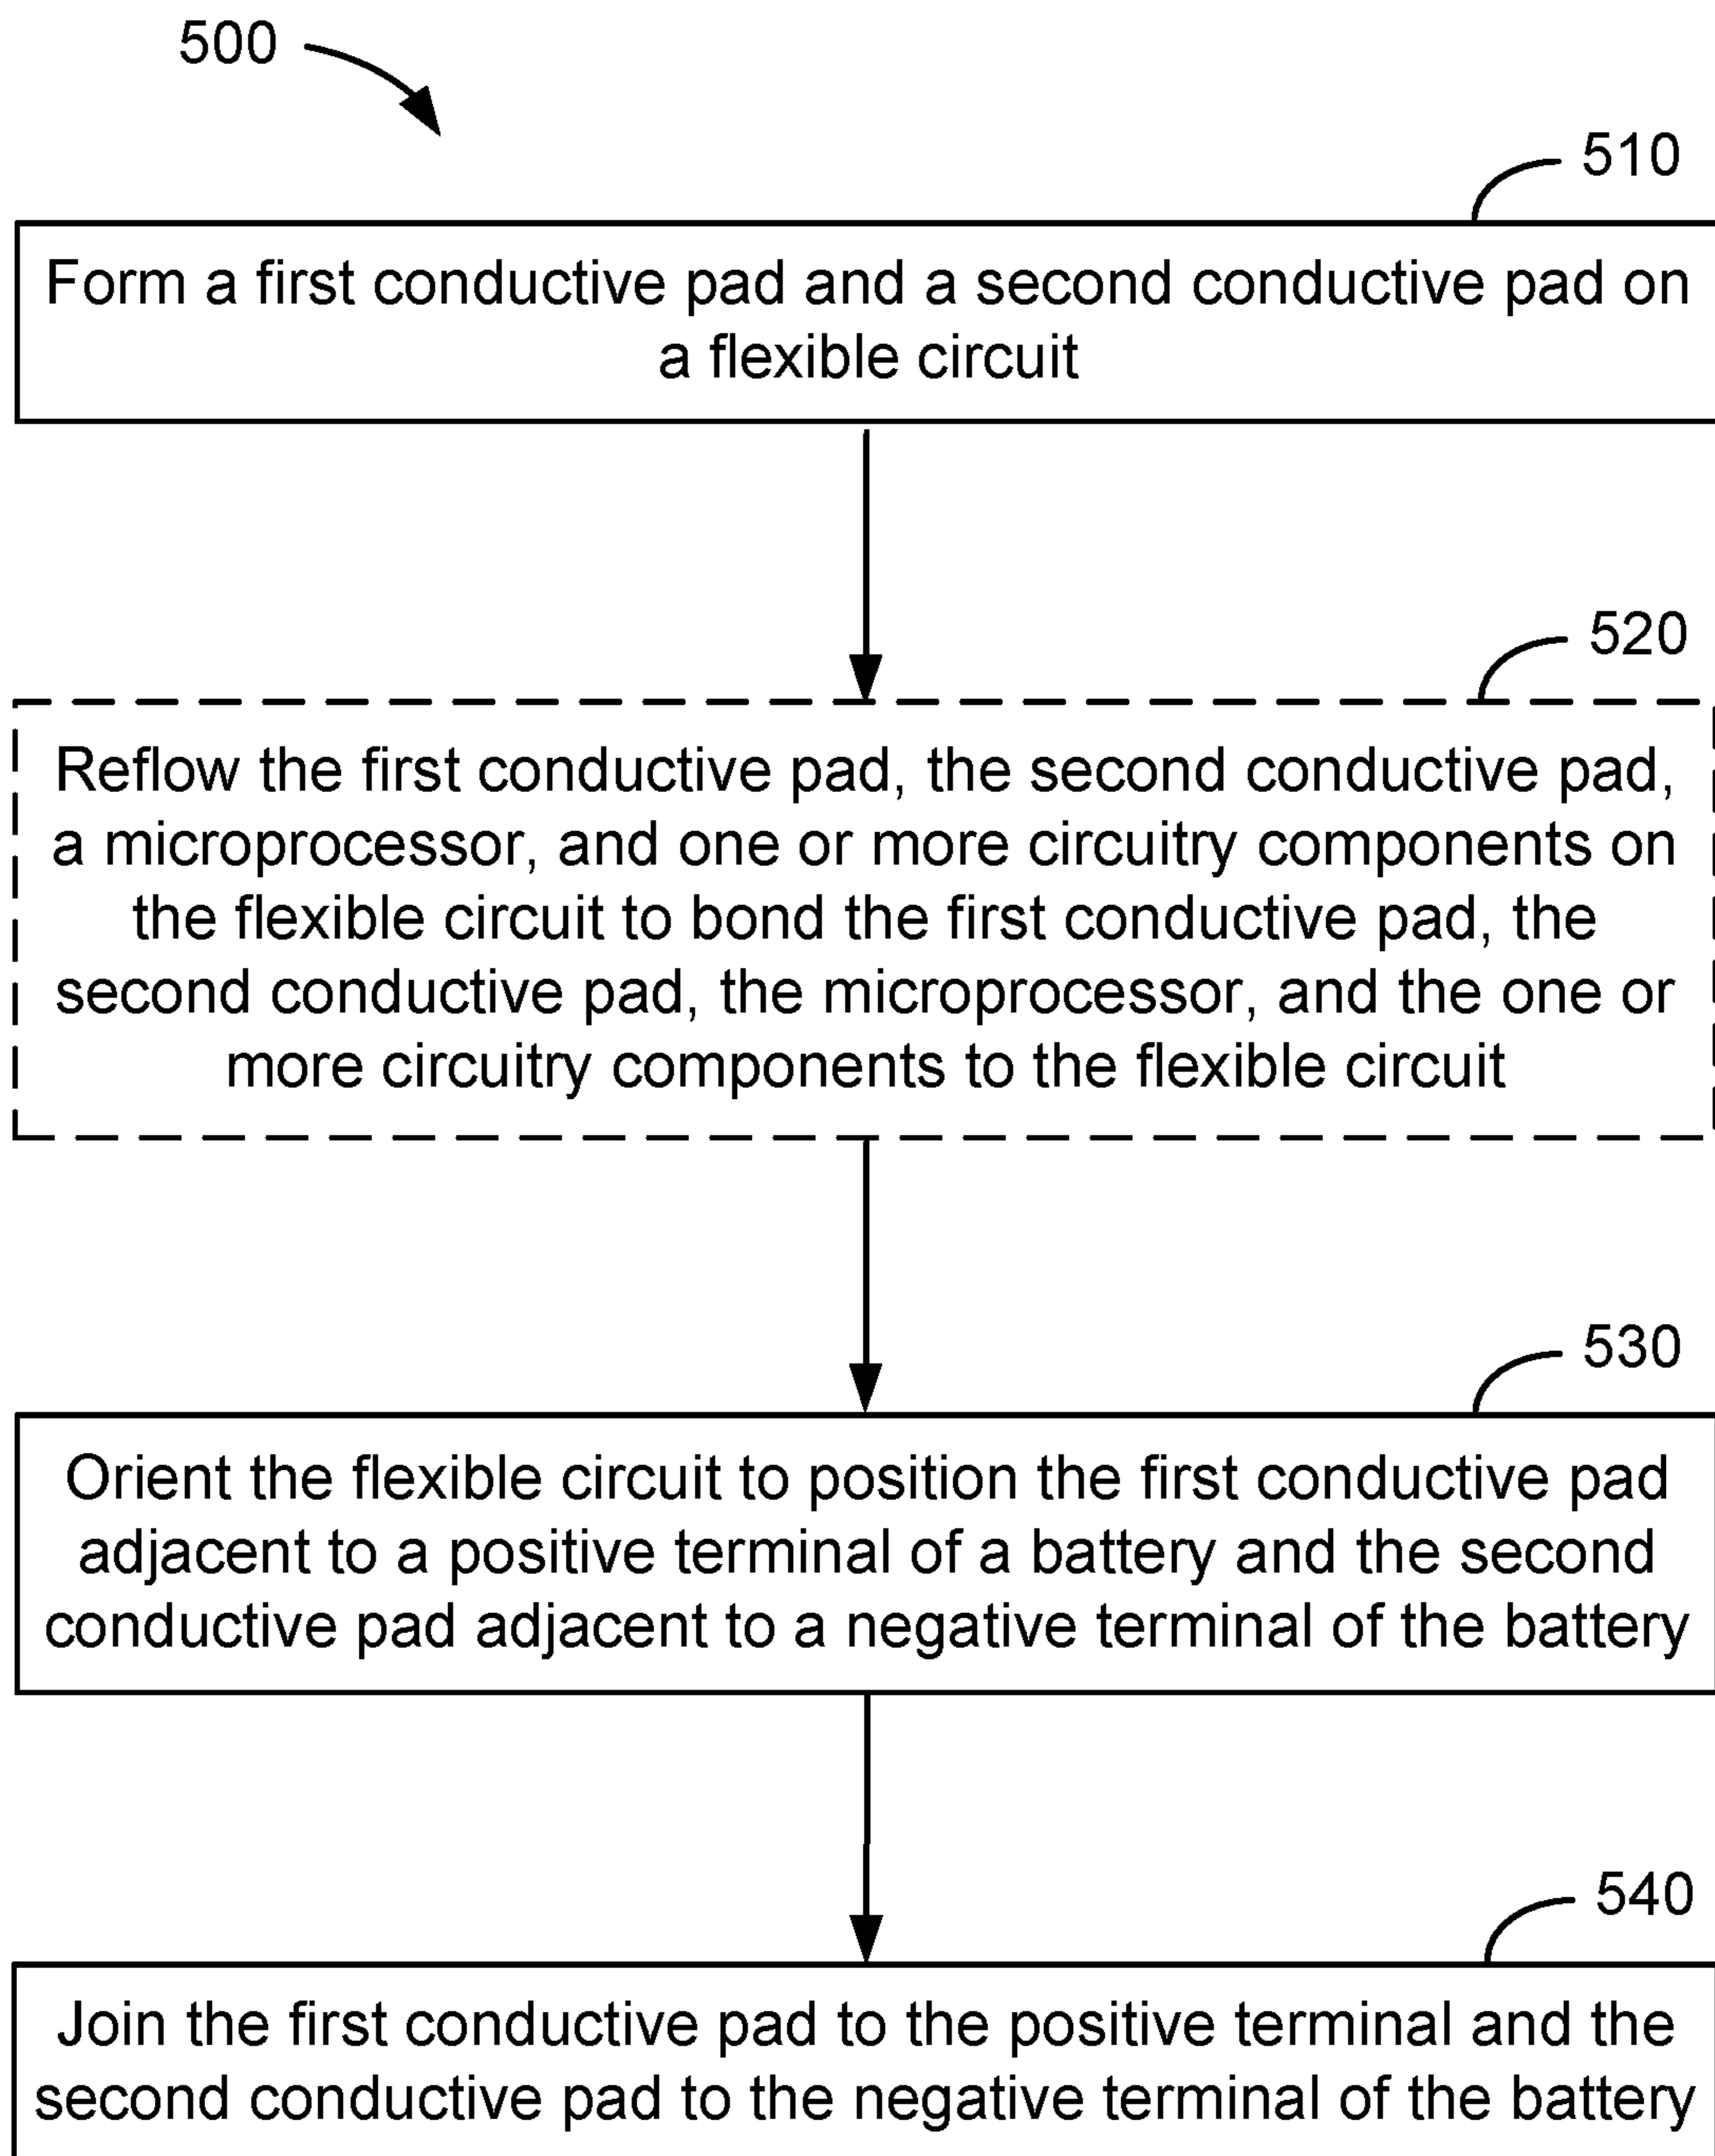 500
510
Form a first conductive pad and a second conductive pad on
a flexible circuit
520
Reflow the first conductive pad, the second conductive pad,
a microprocessor, and one or more circuitry components on
the flexible circuit to bond the first conductive pad, the
second conductive pad, the microprocessor, and the one or
more circuitry components to the flexible circuit
530
Orient the flexible circuit to position the first conductive pad
adjacent to a positive terminal of a battery and the second
conductive pad adjacent to a negative terminal of the battery
540
Join the first conductive pad to the positive terminal and the
second conductive pad to the negative terminal of the battery